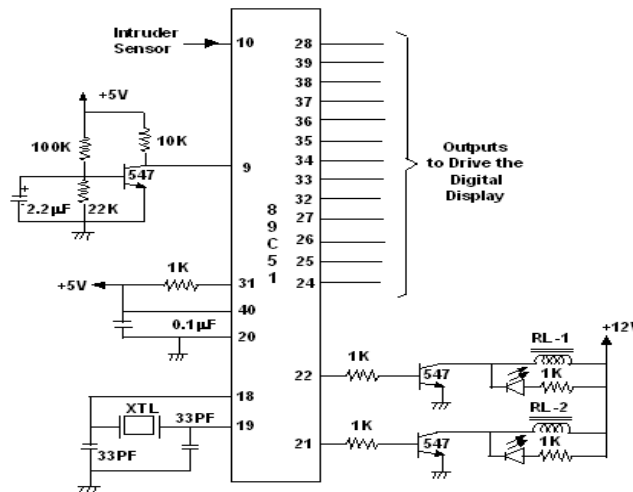 Intruder
Sensor
10
28
39
38
37
36
35
34
33
32
27
26
25
24
Outputs
to Drive the
Digital
Display
+5V
100K
10K
547
9
2.2µF
22K
8
9
C
5
1
+5V
1K
31
40
0.1µF
20
22
1K
547
RL-1
+12V
1K
18
XTL
33PF
19
33PF
21
1K
547
RL-2
1K